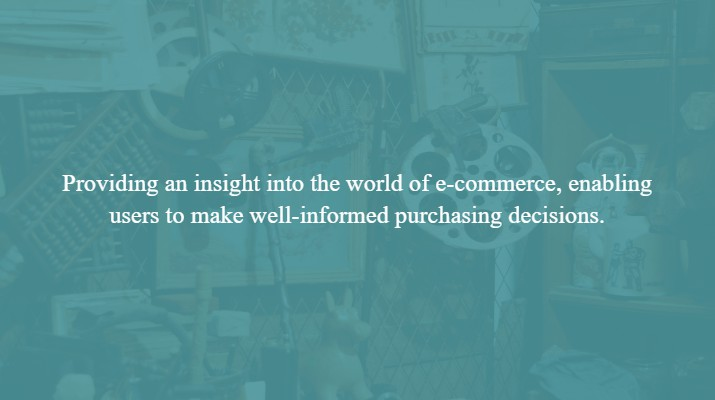 Providing an insight into the world of e-commerce, enabling
users to make well-informed purchasing decisions.